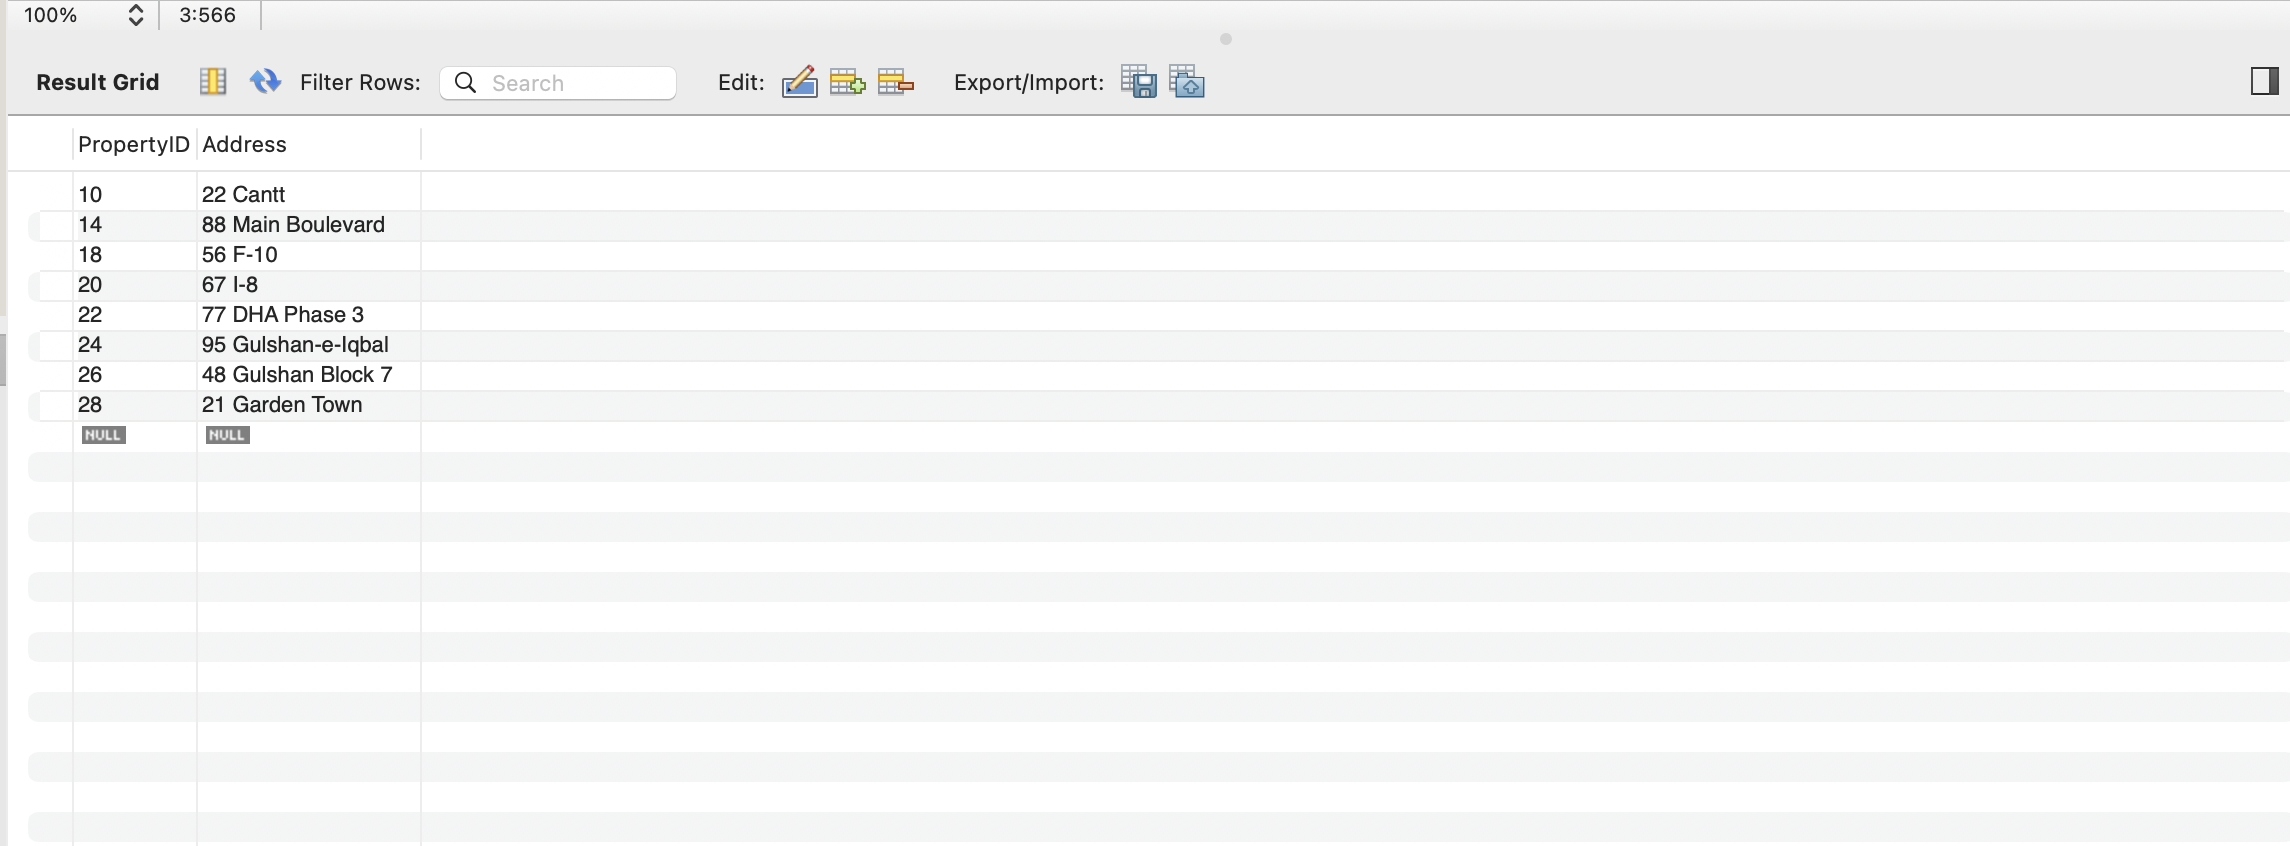 100% 3:566
Result Grid Filter Rows: Search Edit: Export/Import:
PropertyID Address
10 22 Cantt
14 88 Main Boulevard
18 56 F-10
20 67 I-8
22 77 DHA Phase 3
24 95 Gulshan-e-Iqbal
26 48 Gulshan Block 7
28 21 Garden Town
NULL NULL